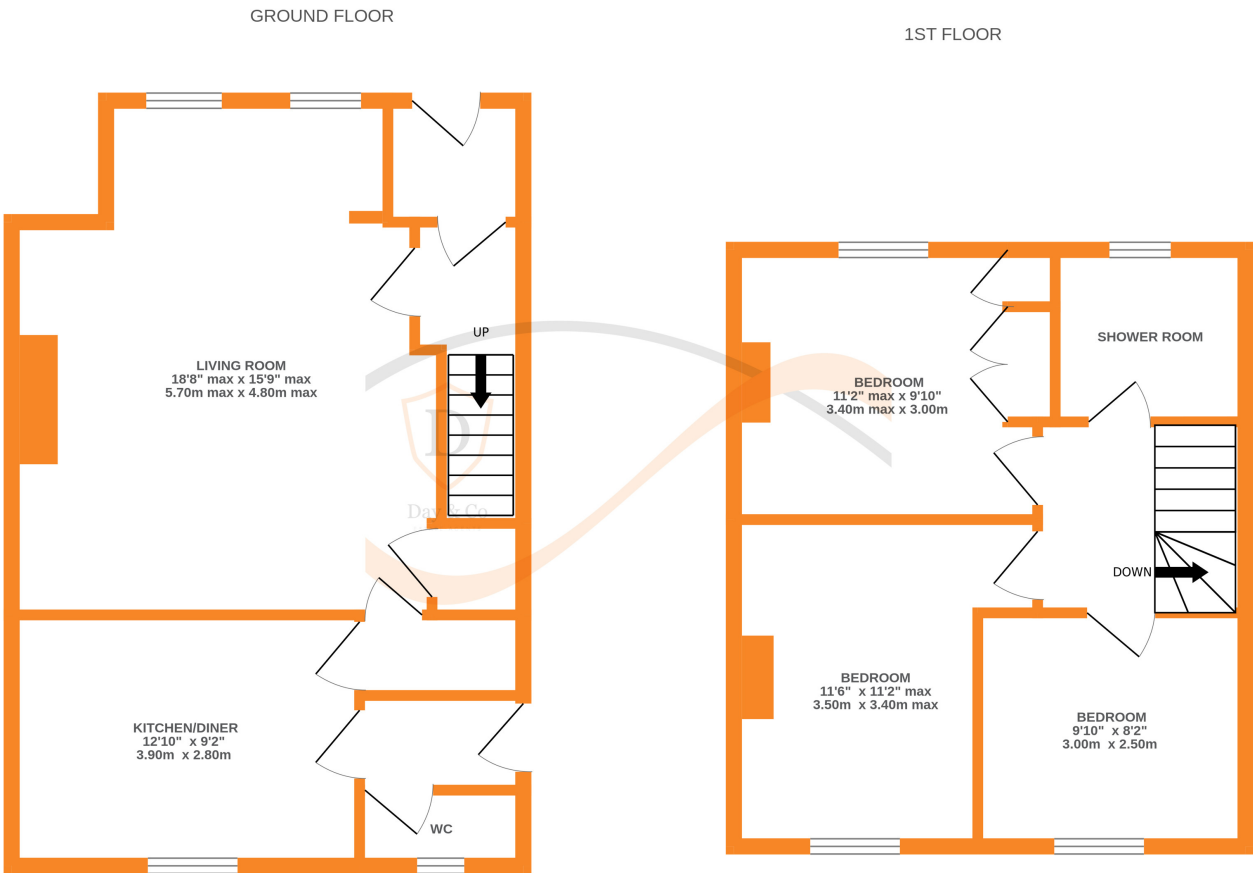 GROUND FLOOR
1ST FLOOR
UP
LIVING ROOM
18'8" max x 15'9" max
5.70m max x 4.80m max
D
Day & Co
KITCHEN/DINER
12'10" x 9'2"
3.90m x 2.80m
WC
SHOWER ROOM
BEDROOM
11'2" max x 9'10"
3.40m max x 3.00m
DOWN
BEDROOM
11'6" x 11'2" max
3.50m x 3.40m max
BEDROOM
9'10" x 8'2"
3.00m x 2.50m